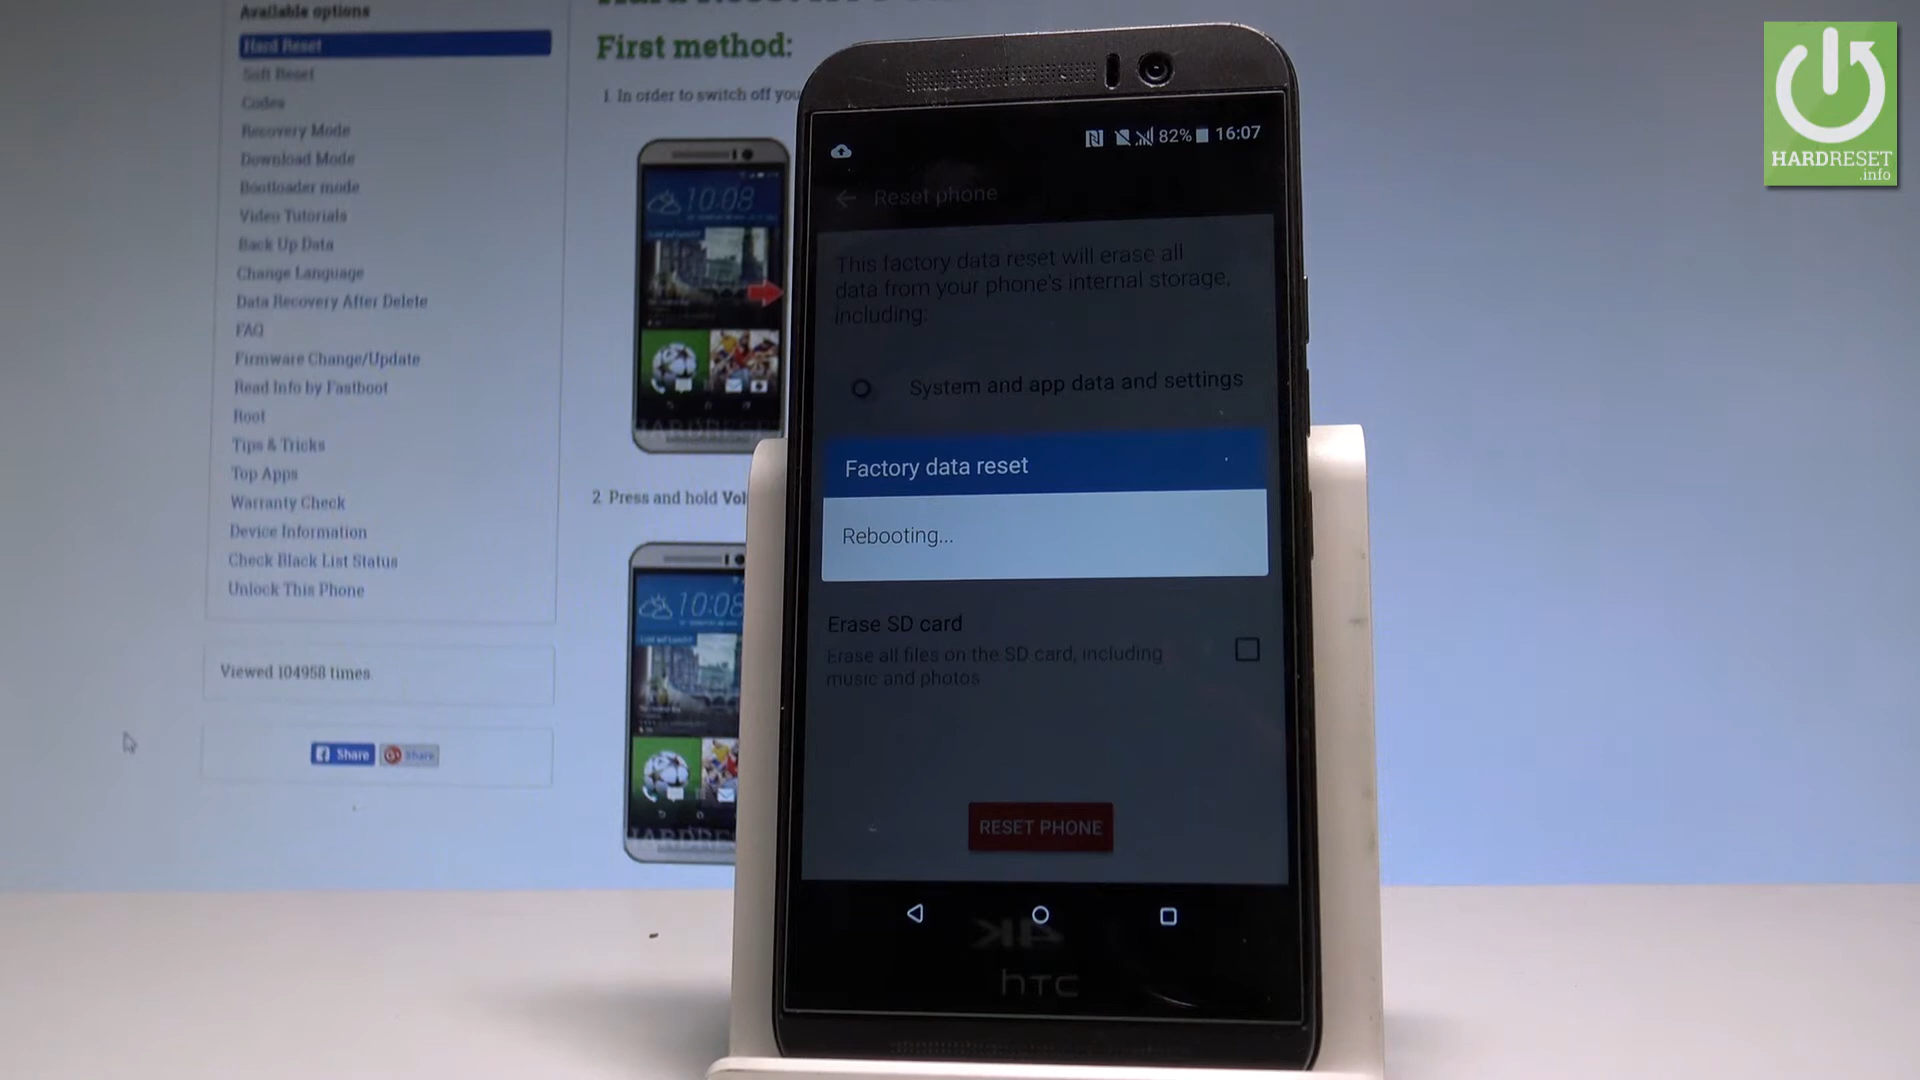 Available options
Hard Reset
Soft Reset
Codes
Recovery Mode
Download Mode
Bootloader mode
Video Tutorials
Back Up Data
Change Language
Data Recovery After Delete
FAQ
Firmware Change/Update
Read Info by Fastboot
Root
Tips & Tricks
Top Apps
Warranty Check
Device Information
Check Black List Status
Unlock This Phone
Viewed 104958 times.
Share
Share
First method:
1. In order to switch off you
10:08
HARDRESET
2. Press and hold Vol
10:08
HARDRE
82% 16:07
Reset phone
This factory data reset will erase all
data from your phone's internal storage,
including:
System and app data and settings
Factory data reset
Rebooting...
Erase SD card
Erase all files on the SD card, including
music and photos
RESET PHONE
4K
hTC
HARDRESET
.info